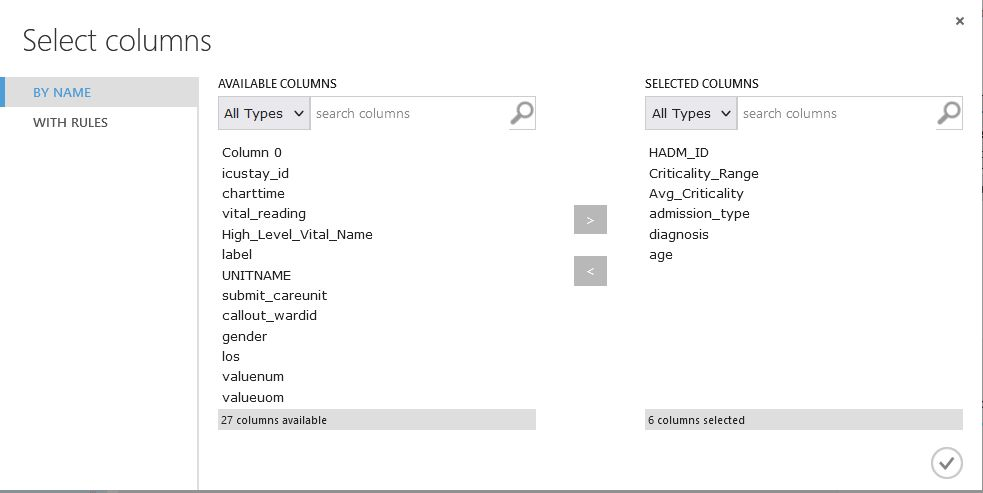 Select columns
×
BY NAME
WITH RULES
AVAILABLE COLUMNS
All Types
search columns
Column 0
icustay_id
charttime
vital_reading
High_Level_Vital_Name
label
UNITNAME
submit_careunit
callout_wardid
gender
los
valuenum
valueuom
27 columns available
>
<
SELECTED COLUMNS
All Types
search columns
HADM_ID
Criticality_Range
Avg_Criticality
admission_type
diagnosis
age
6 columns selected